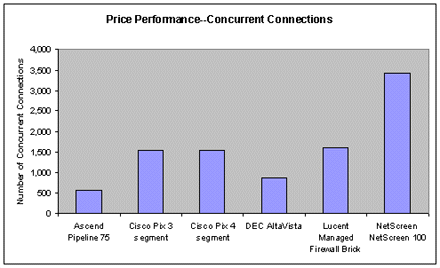 Price Performance--Concurrent Connections
Number of Concurrent Connections
4,000
3,500
3,000
2,500
2,000
1,500
1,000
500
0
Ascend
Pipeline 75
Cisco Pix 3
segment
Cisco Pix 4
segment
DEC AltaVista
Lucent
Managed
Firewall Brick
NetScreen
NetScreen 100